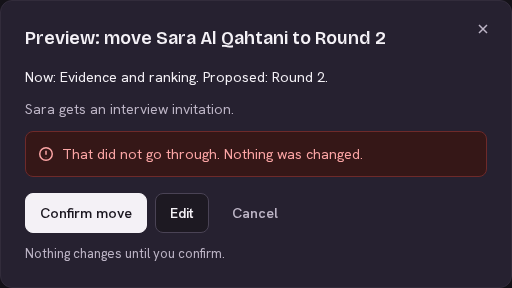 Preview: move Sara Al Qahtani to Round 2
Now: Evidence and ranking. Proposed: Round 2.
Sara gets an interview invitation.
That did not go through. Nothing was changed.
Confirm move
Edit
Cancel
Nothing changes until you confirm.